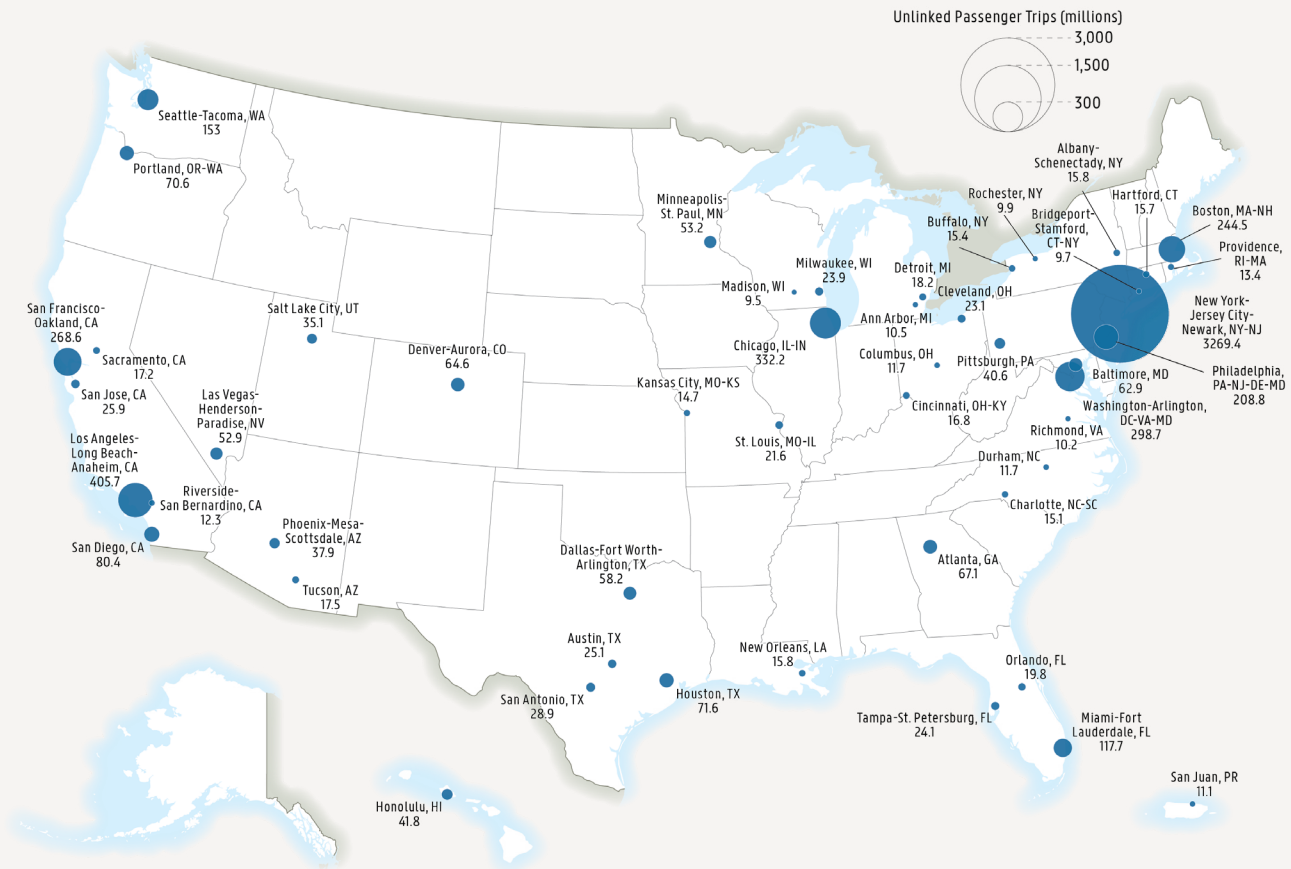 Unlinked Passenger Trips (millions)
3,000
1,500
300
Seattle-Tacoma, WA
153
Portland, OR-WA
70.6
Minneapolis-
St. Paul, MN
53.2
Albany-
Schenectady, NY
15.8
Rochester, NY
9.9
Hartford, CT
15.7
Buffalo, NY
15.4
Bridgeport-
Stamford,
CT-NY
9.7
Boston, MA-NH
244.5
Providence,
RI-MA
13.4
Milwaukee, WI
23.9
Madison, WI
9.5
Detroit, MI
18.2
Cleveland, OH
23.1
Ann Arbor, MI
10.5
New York-
Jersey City-
Newark, NY-NJ
3269.4
San Francisco-
Oakland, CA
268.6
Salt Lake City, UT
35.1
Sacramento, CA
17.2
San Jose, CA
25.9
Denver-Aurora, CO
64.6
Chicago, IL-IN
332.2
Columbus, OH
11.7
Pittsburgh, PA
40.6
Baltimore, MD
62.9
Philadelphia,
PA-NJ-DE-MD
208.8
Las Vegas-
Henderson-
Paradise, NV
52.9
Kansas City, MO-KS
14.7
St. Louis, MO-IL
21.6
Cincinnati, OH-KY
16.8
Washington-Arlington,
DC-VA-MD
298.7
Richmond, VA
10.2
Los Angeles-
Long Beach-
Anaheim, CA
405.7
Riverside-
San Bernardino, CA
12.3
Durham, NC
11.7
Charlotte, NC-SC
15.1
San Diego, CA
80.4
Phoenix-Mesa-
Scottsdale, AZ
37.9
Tucson, AZ
17.5
Dallas-Fort Worth-
Arlington, TX
58.2
Atlanta, GA
67.1
Austin, TX
25.1
San Antonio, TX
28.9
Houston, TX
71.6
New Orleans, LA
15.8
Orlando, FL
19.8
Tampa-St. Petersburg, FL
24.1
Miami-Fort
Lauderdale, FL
117.7
Honolulu, HI
41.8
San Juan, PR
11.1